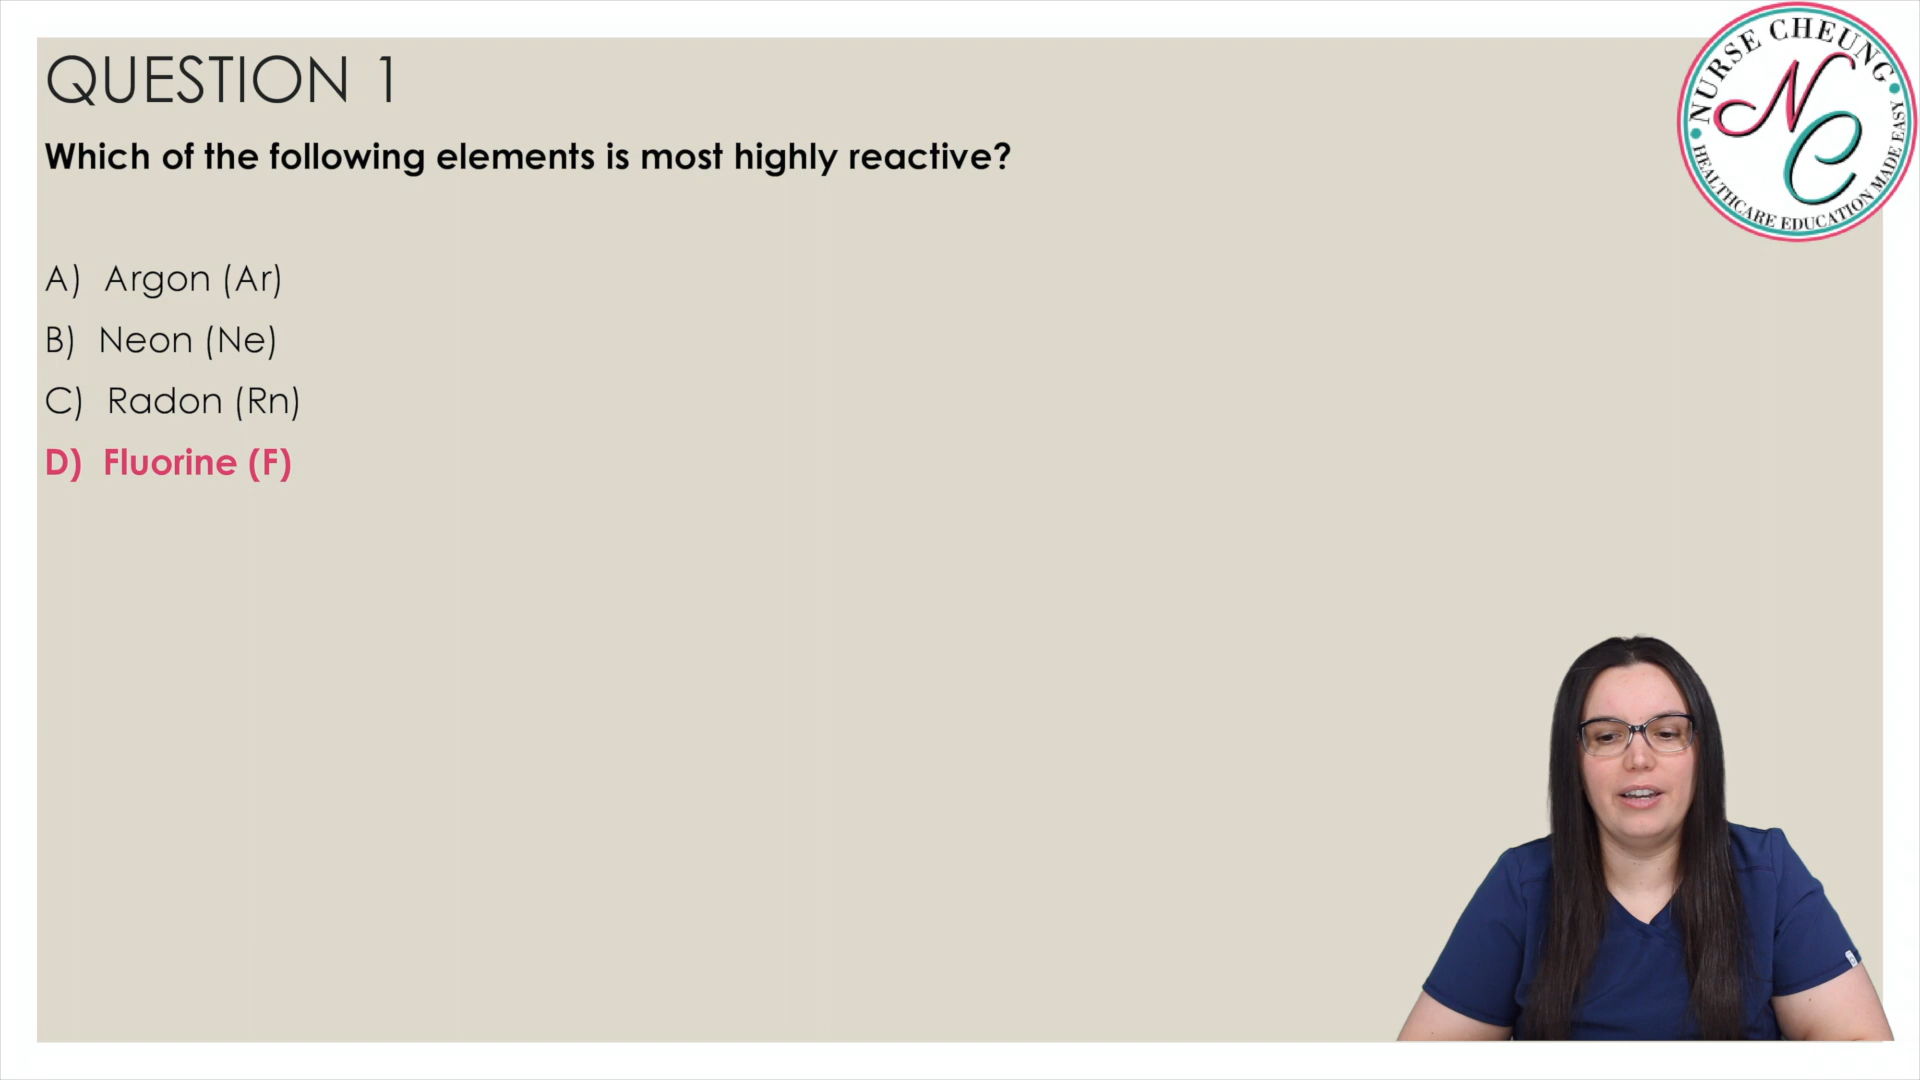 QUESTION 1
Which of the following elements is most highly reactive?
A) Argon (Ar)
B) Neon (Ne)
C) Radon (Rn)
D) Fluorine (F)
NURSE CHEUNG
NC
HEALTHCARE EDUCATION MADE EASY